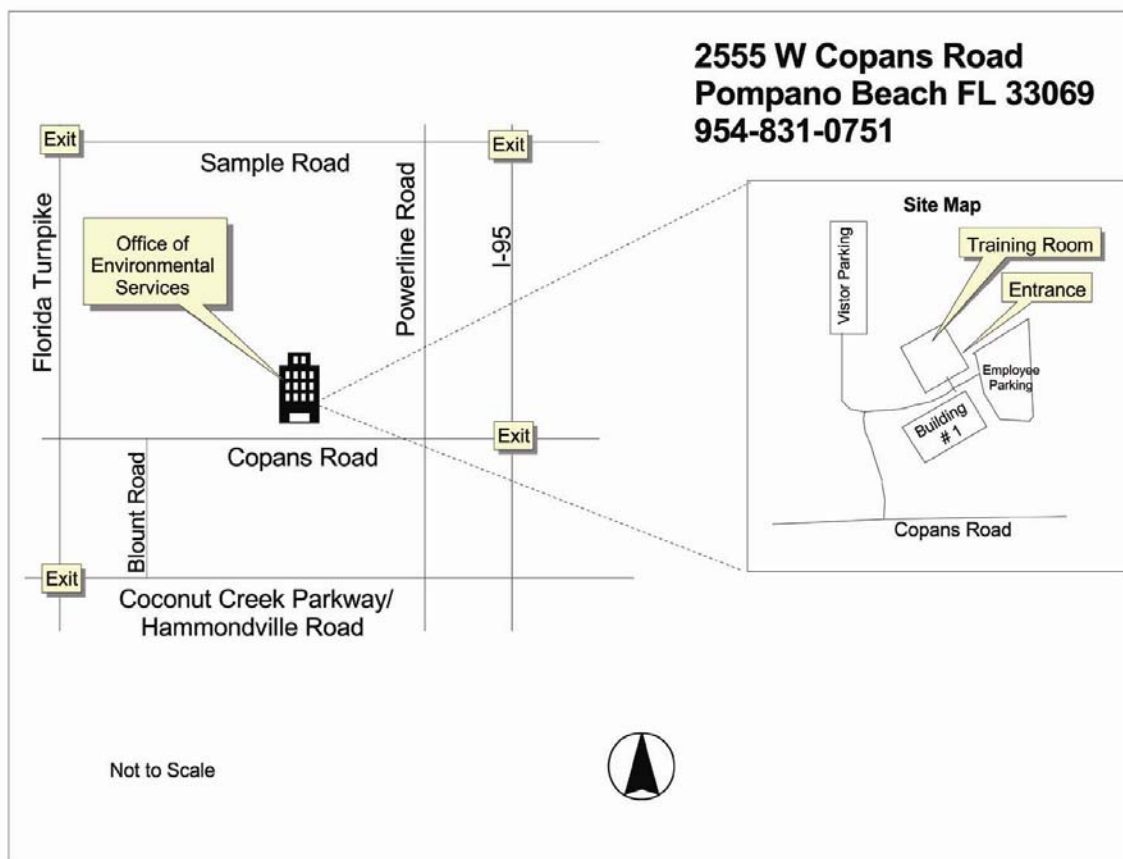 2555 W Copans Road
Pompano Beach FL 33069
954-831-0751
Exit
Sample Road
Exit
Florida Turnpike
Office of
Environmental
Services
Powerline Road
I-95
Copans Road
Exit
Blount Road
Exit
Coconut Creek Parkway/
Hammondville Road
Site Map
Training Room
Entrance
Vistor Parking
Employee
Parking
Building
# 1
Copans Road
Not to Scale